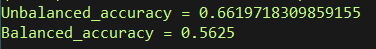 Unbalanced_accuracy = 0.6619718309859155
Balanced_accuracy = 0.5625